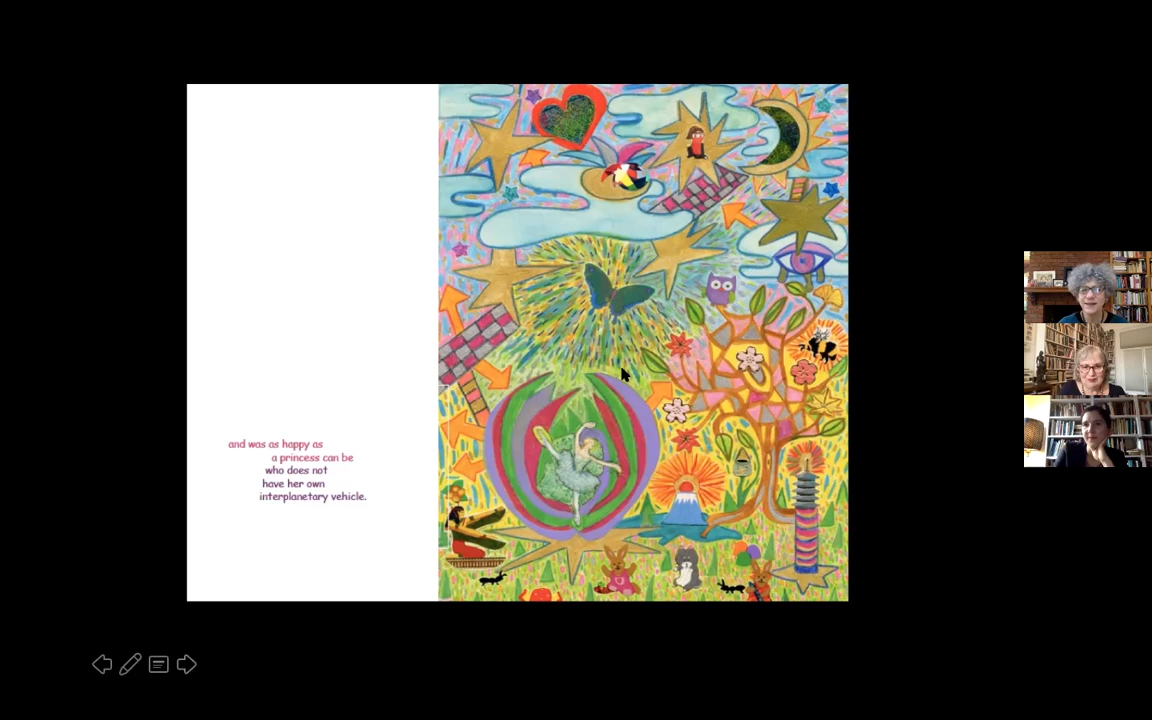 and was as happy as
a princess can be
who does not
have her own
interplanetary vehicle.